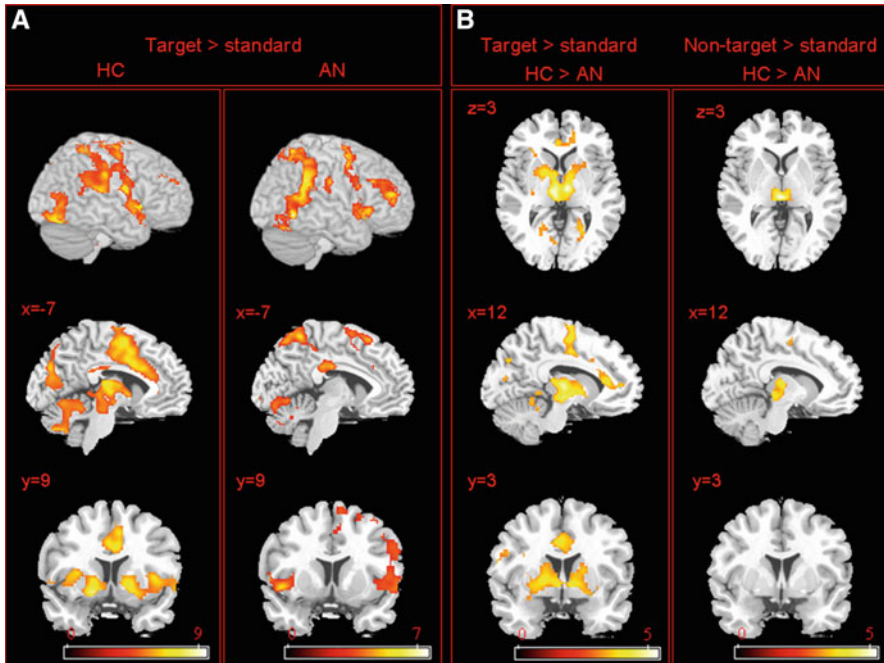 A
Target > standard
HC
AN
x=-7
x=-7
y=9
y=9
0
9
0
7
B
Target > standard
HC > AN
Non-target > standard
HC > AN
z=3
z=3
x=12
x=12
y=3
y=3
0
5
0
5